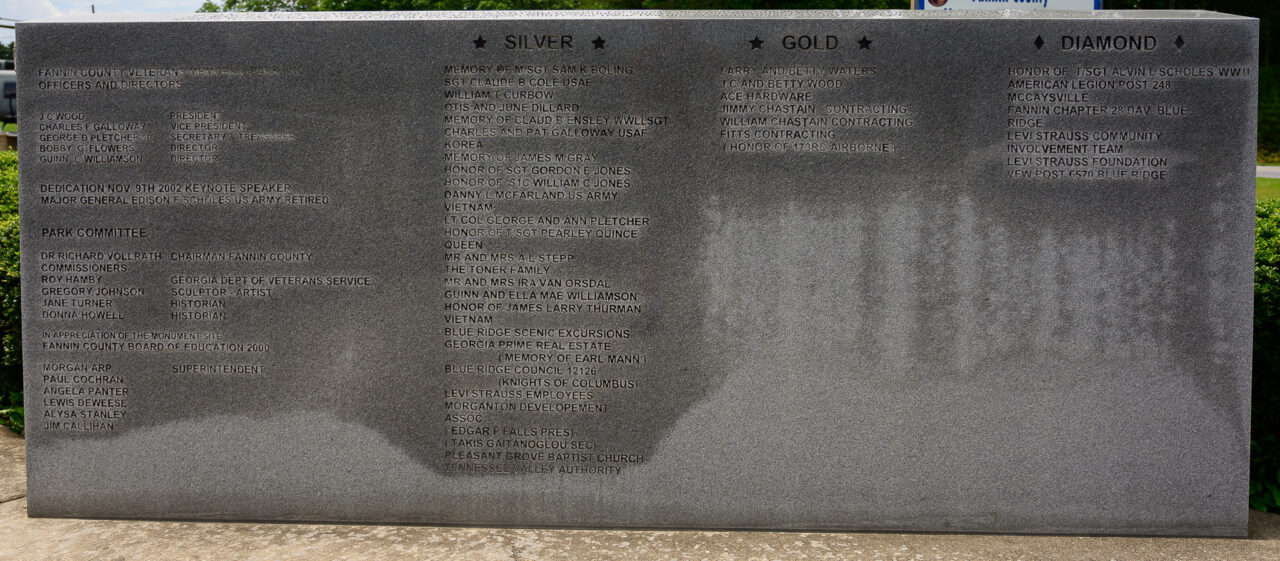 Fannin County
FANNIN COUNTY VETERANS MEMORIAL PARK INC
OFFICERS AND DIRECTORS
J C WOOD PRESIDENT
CHARLES F GALLOWAY VICE PRESIDENT
GEORGE D PLETCHER SECRETARY & TREASURER
BOBBY G. FLOWERS DIRECTOR
GUINN L WILLIAMSON DIRECTOR
DEDICATION NOV. 9TH 2002 KEYNOTE SPEAKER
MAJOR GENERAL EDISON E SCHOLES US ARMY RETIRED
PARK COMMITTEE
DR RICHARD VOLLRATH CHAIRMAN FANNIN COUNTY
COMMISSIONERS
ROY HAMBY GEORGIA DEPT OF VETERANS SERVICE
GREGORY JOHNSON SCULPTOR - ARTIST
JANE TURNER HISTORIAN
DONNA HOWELL HISTORIAN
IN APPRECIATION OF THE MONUMENT SITE
FANNIN COUNTY BOARD OF EDUCATION 2000
MORGAN ARP SUPERINTENDENT
PAUL COCHRAN
ANGELA PANTER
LEWIS DEWEESE
ALYSA STANLEY
JIM CALLIHAN
★ SILVER ★
MEMORY OF M/SGT SAM K BOLING
SGT CLAUDE B COLE USAF
WILLIAM T CURBOW
OTIS AND JUNE DILLARD
MEMORY OF CLAUD B ENSLEY WWLLSGT
CHARLES AND PAT GALLOWAY USAF
KOREA
MEMORY OF JAMES M GRAY
HONOR OF SGT GORDON E JONES
HONOR OF S1C WILLIAM C JONES
DANNY L MCFARLAND US ARMY
VIETNAM
LT COL GEORGE AND ANN PLETCHER
HONOR OF T SGT PEARLEY QUINCE
QUEEN
MR AND MRS A L STEPP
THE TONER FAMILY
MR AND MRS IRA VAN ORSDAL
GUINN AND ELLA MAE WILLIAMSON
HONOR OF JAMES LARRY THURMAN
VIETNAM
BLUE RIDGE SCENIC EXCURSIONS
GEORGIA PRIME REAL ESTATE
( MEMORY OF EARL MANN )
BLUE RIDGE COUNCIL 12126
(KNIGHTS OF COLUMBUS)
LEVI STRAUSS EMPLOYEES
MORGANTON DEVELOPEMENT
ASSOC
( EDGAR F FALLS PRES)
( TAKIS GAITANOGLOU SEC)
PLEASANT GROVE BAPTIST CHURCH
TENNESSEE VALLEY AUTHORITY
★ GOLD ★
LARRY AND BETTY WATERS
J C AND BETTY WOOD
ACE HARDWARE
JIMMY CHASTAIN CONTRACTING
WILLIAM CHASTAIN CONTRACTING
FITTS CONTRACTING
( HONOR OF 173RD AIRBORNE )
♦ DIAMOND ♦
HONOR OF T/SGT ALVIN L SCHOLES WWII
AMERICAN LEGION POST 248
MCCAYSVILLE
FANNIN CHAPTER 28 DAV BLUE
RIDGE
LEVI STRAUSS COMMUNITY
INVOLVEMENT TEAM
LEVI STRAUSS FOUNDATION
VFW POST 6570 BLUE RIDGE